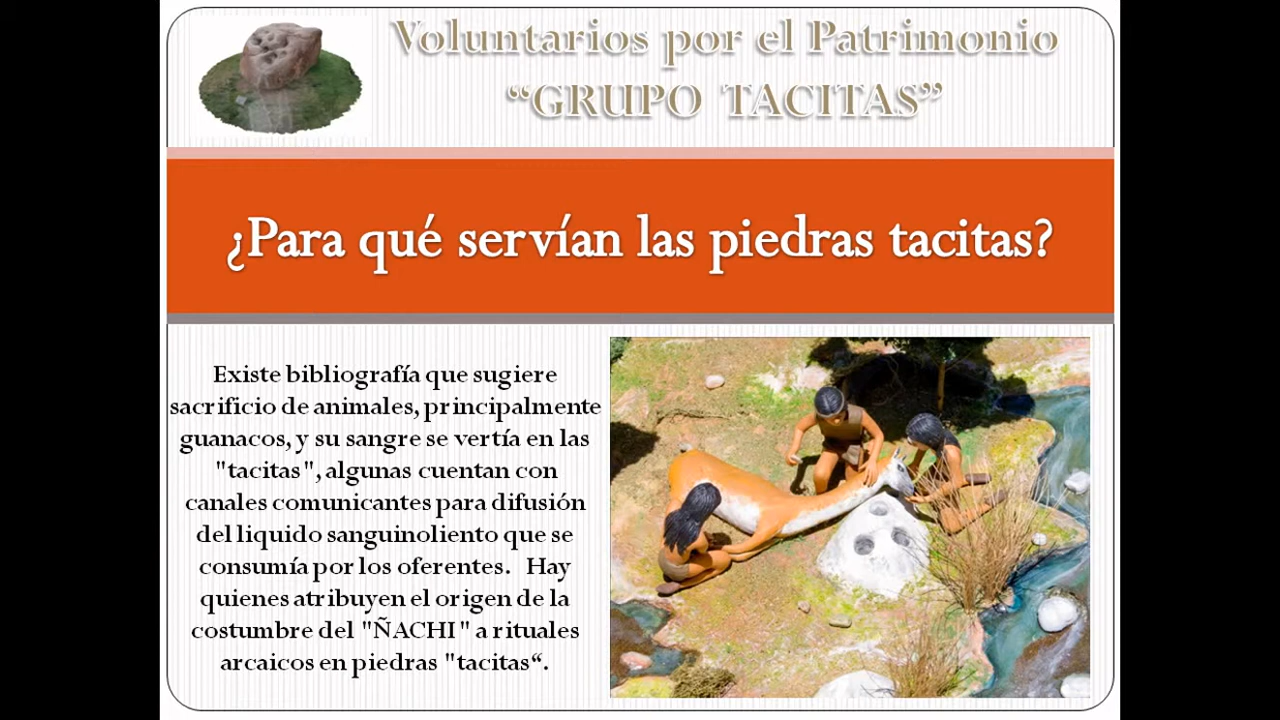 Voluntarios por el Patrimonio
“GRUPO TACITAS”
¿Para qué servían las piedras tacitas?
Existe bibliografía que sugiere
sacrificio de animales, principalmente
guanacos, y su sangre se vertía en las
"tacitas", algunas cuentan con
canales comunicantes para difusión
del liquido sanguinoliento que se
consumía por los oferentes. Hay
quienes atribuyen el origen de la
costumbre del "ÑACHI" a rituales
arcaicos en piedras "tacitas“.